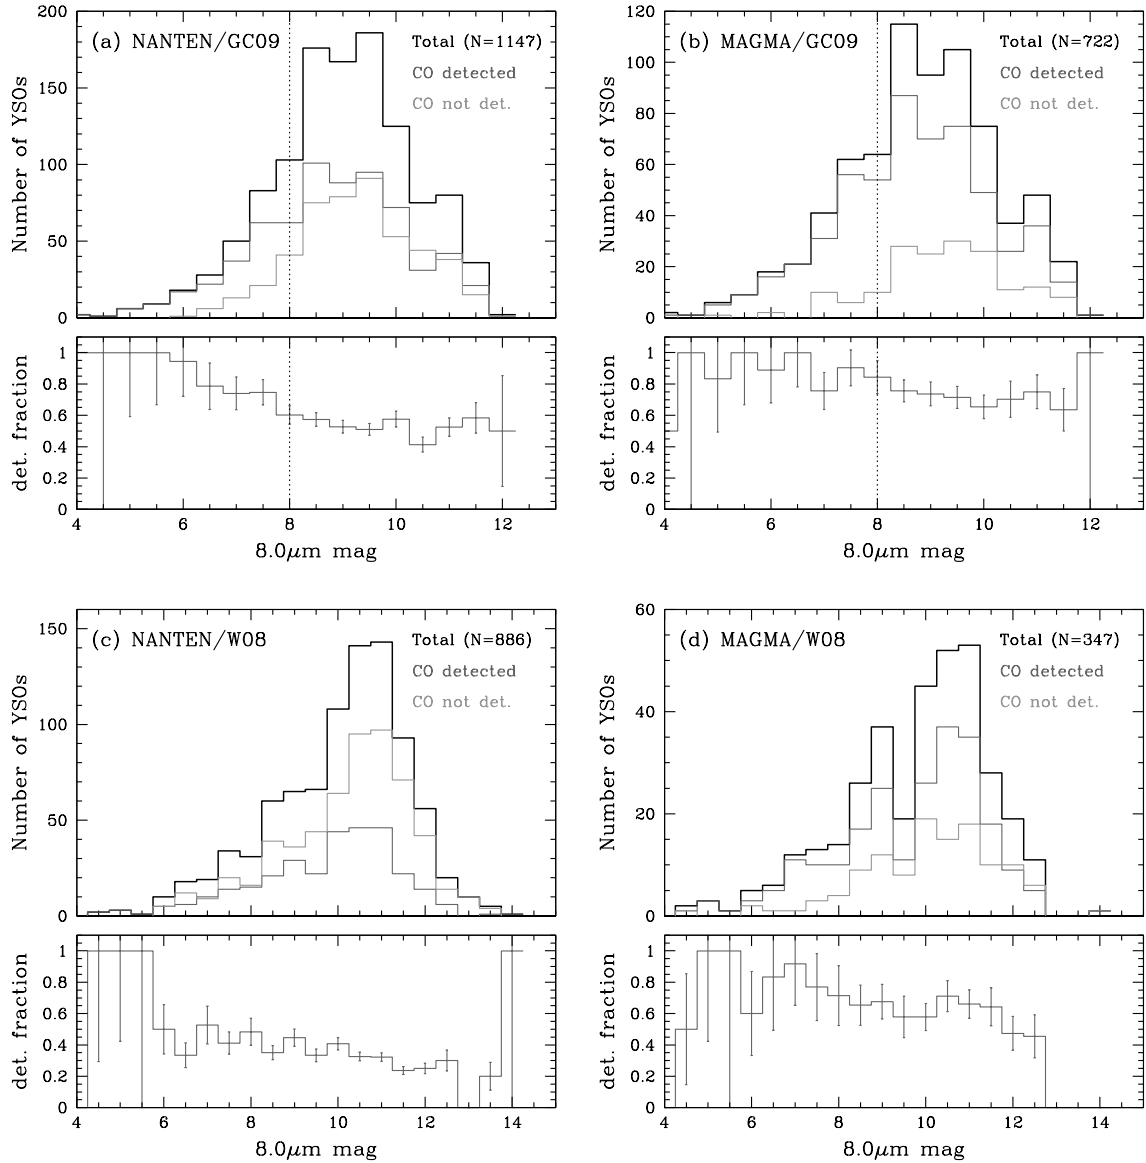 (a) NANTEN/GC09
Total (N=1147)
CO detected
CO not det.
Number of YSOs
200
150
100
50
0
det. fraction
1
0.8
0.6
0.4
0.2
0
4 6 8 10 12
8.0μm mag
(b) MAGMA/GC09
Total (N=722)
CO detected
CO not det.
Number of YSOs
120
100
80
60
40
20
0
det. fraction
1
0.8
0.6
0.4
0.2
0
4 6 8 10 12
8.0μm mag
(c) NANTEN/W08
Total (N=886)
CO detected
CO not det.
Number of YSOs
150
100
50
0
det. fraction
1
0.8
0.6
0.4
0.2
0
4 6 8 10 12 14
8.0μm mag
(d) MAGMA/W08
Total (N=347)
CO detected
CO not det.
Number of YSOs
60
40
20
0
det. fraction
1
0.8
0.6
0.4
0.2
0
4 6 8 10 12 14
8.0μm mag